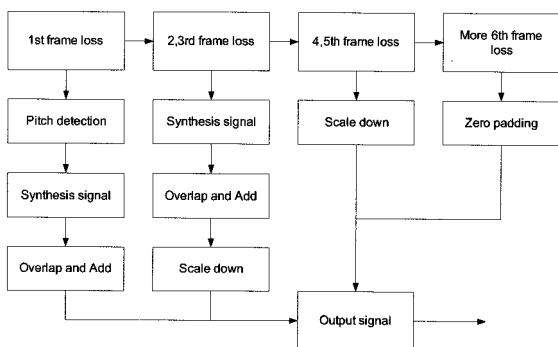 1st frame loss
2,3rd frame loss
4,5th frame loss
More 6th frame
loss
Pitch detection
Synthesis signal
Scale down
Zero padding
Synthesis signal
Overlap and Add
Overlap and Add
Scale down
Output signal